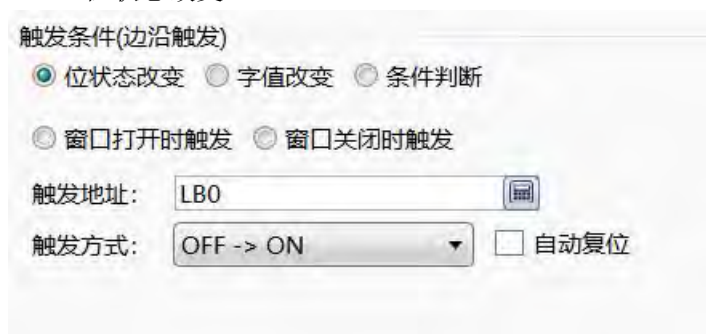 触发条件(边沿触发)
位状态改变 字值改变 条件判断
窗口打开时触发 窗口关闭时触发
触发地址: LB0
触发方式: OFF -> ON 自动复位